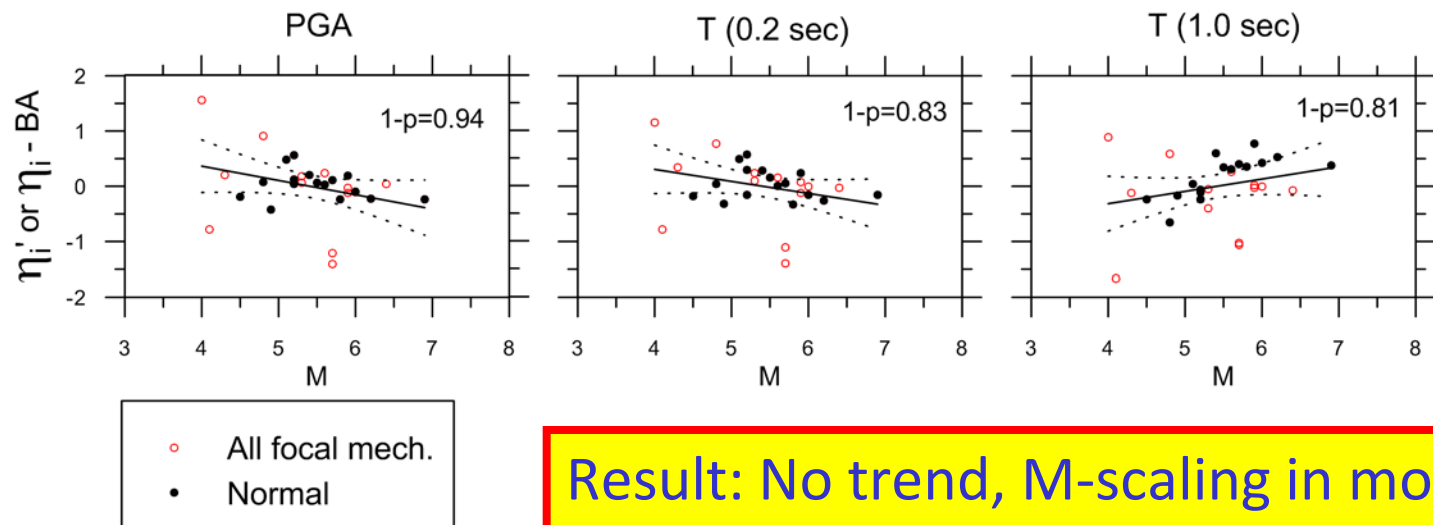 PGA
T (0.2 sec)
T (1.0 sec)
ηi' or ηi - BA
2
1
0
-1
-2
1-p=0.94
1-p=0.83
1-p=0.81
3 4 5 6 7 8
3 4 5 6 7 8
3 4 5 6 7 8
M
M
M
All focal mech.
Normal
Result: No trend, M-scaling in mo